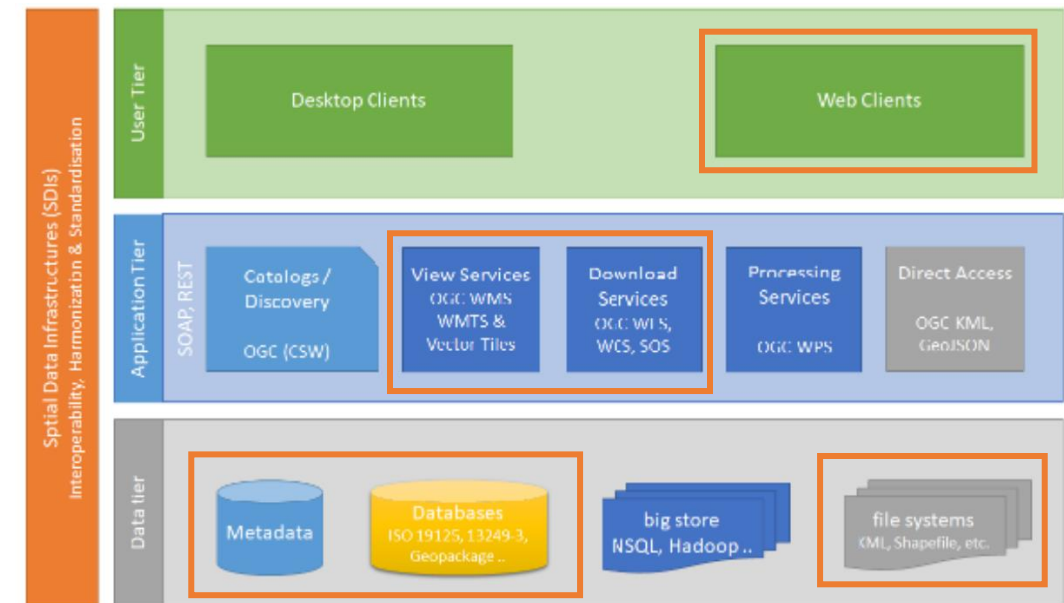 Sptial Data Infrastructures (SDIs)
Interoperability, Harmonization & Standardisation
User Tier
Desktop Clients
Web Clients
Application Tier
SOAP, REST
Catalogs /
Discovery
OGC (CSW)
View Services
OGC WMS
WMTS &
Vector Tiles
Download
Services
OGC WFS,
WCS, SOS
Processing
Services
OGC WPS
Direct Access
OGC KML,
GeoJSON
Data tier
Metadata
Databases
ISO 19125, 13249-3,
Geopackage ..
big store
NSQL, Hadoop ..
file systems
KML, Shapefile, etc.